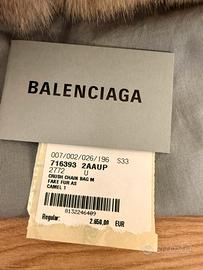 BALENCIAGA
007/002/026/196 S33
716393 2AAUP
2772 U
CRUSH CHAIN BAG M
FAKE FUR AS
CAMEL 1
8132246409
Regular: 2.650,00 EUR